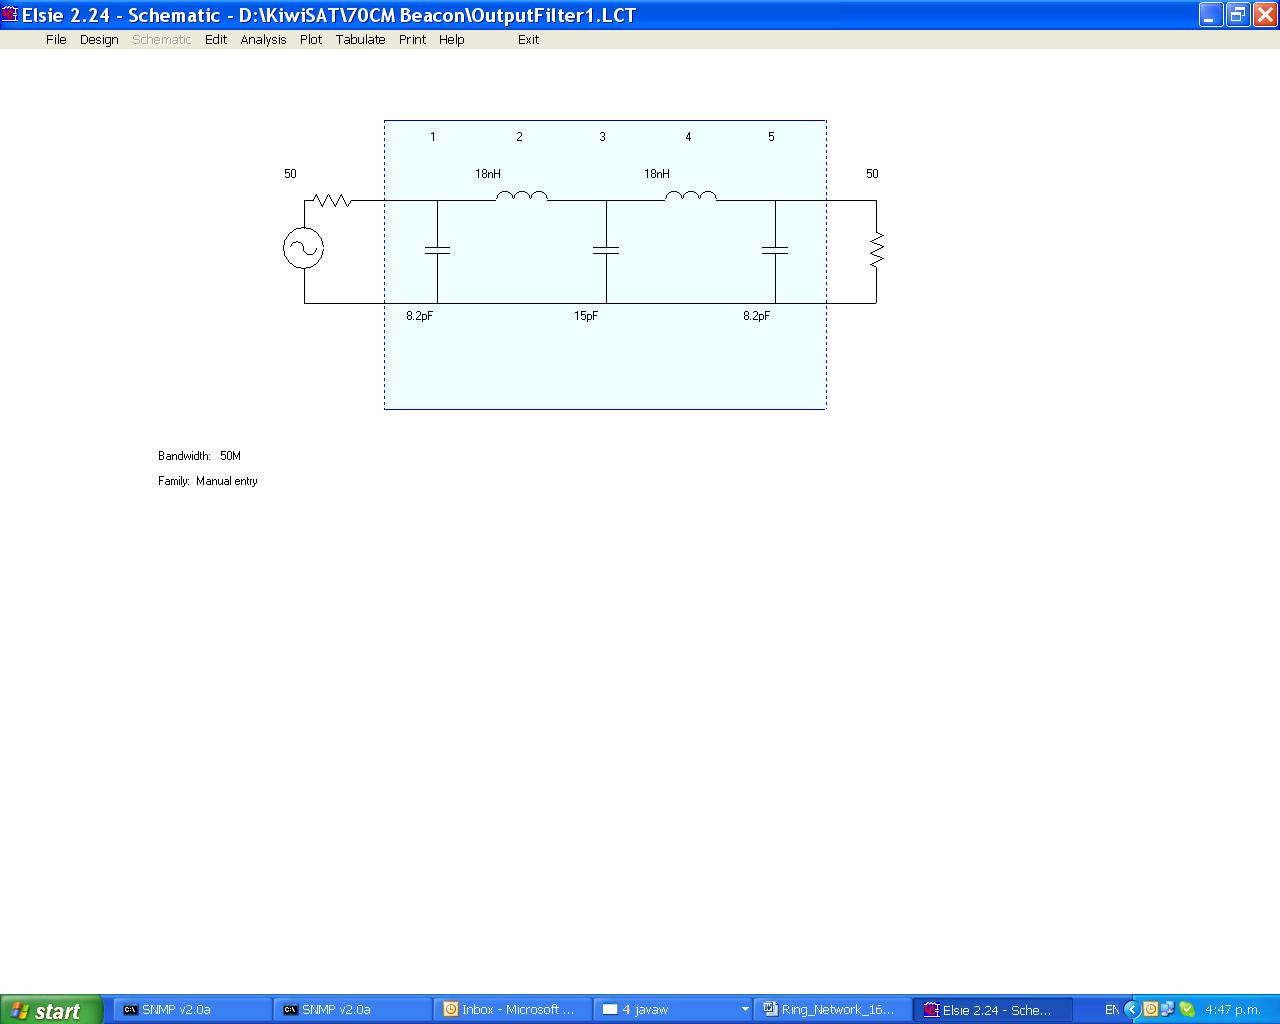 Elsie 2.24 - Schematic - D:\KiwiSAT\70CM Beacon\OutputFilter1.LCT
File Design Schematic Edit Analysis Plot Tabulate Print Help Exit
1 2 3 4 5
50 18nH 18nH 50
8.2pF 15pF 8.2pF
Bandwidth: 50M
Family: Manual entry
start SNMP v2.0a SNMP v2.0a Inbox - Microsoft ... 4 javaw Ring_Network_16... Elsie 2.24 - Sche... EN 4:47 p.m.